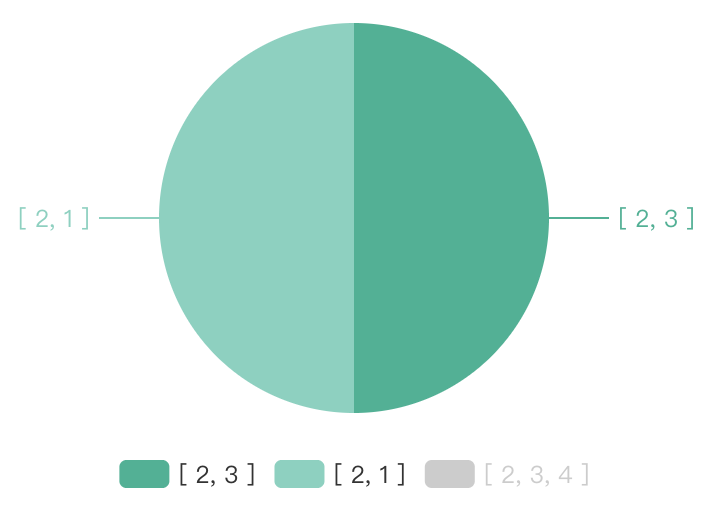 [ 2, 1 ]
[ 2, 3 ]
[ 2, 3 ] [ 2, 1 ] [ 2, 3, 4 ]